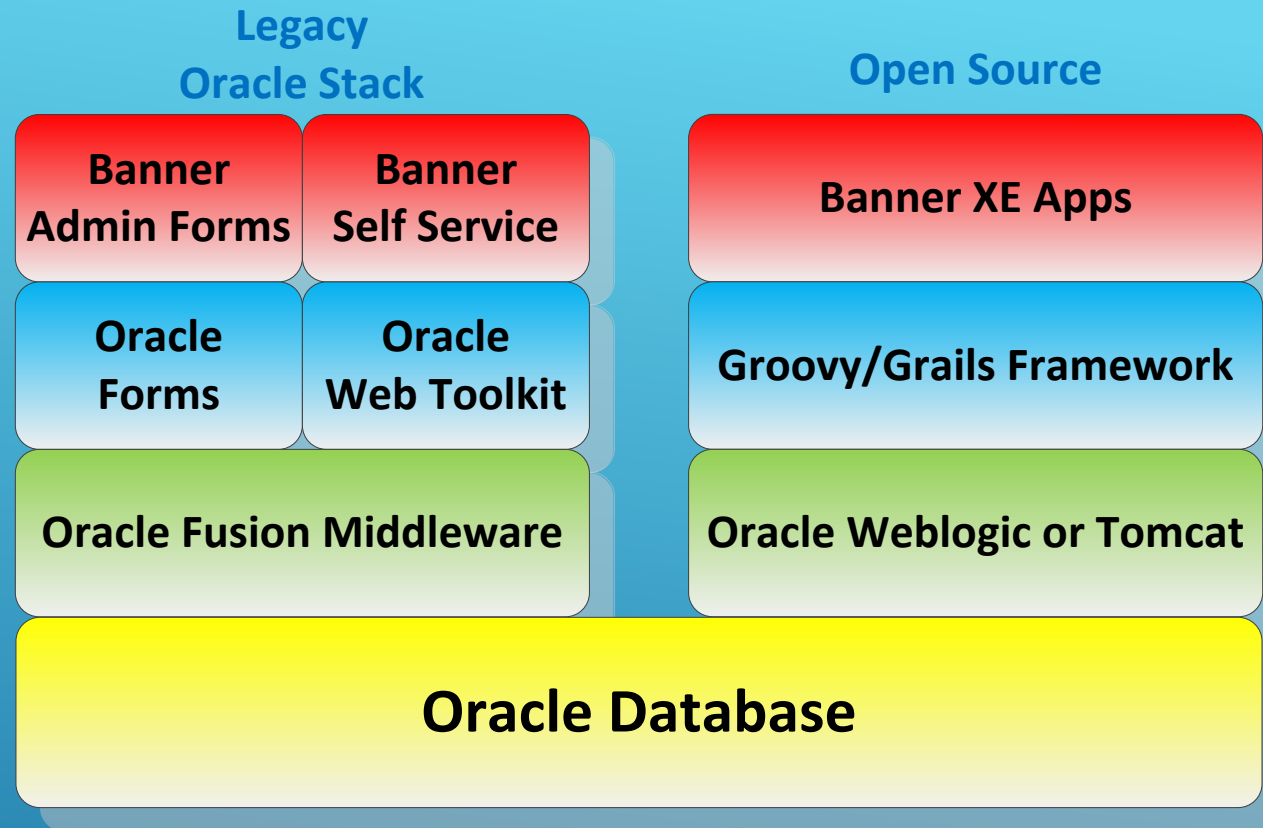 Legacy
Oracle Stack
Open Source
Banner
Admin Forms
Banner
Self Service
Banner XE Apps
Oracle
Forms
Oracle
Web Toolkit
Groovy/Grails Framework
Oracle Fusion Middleware
Oracle Weblogic or Tomcat
Oracle Database